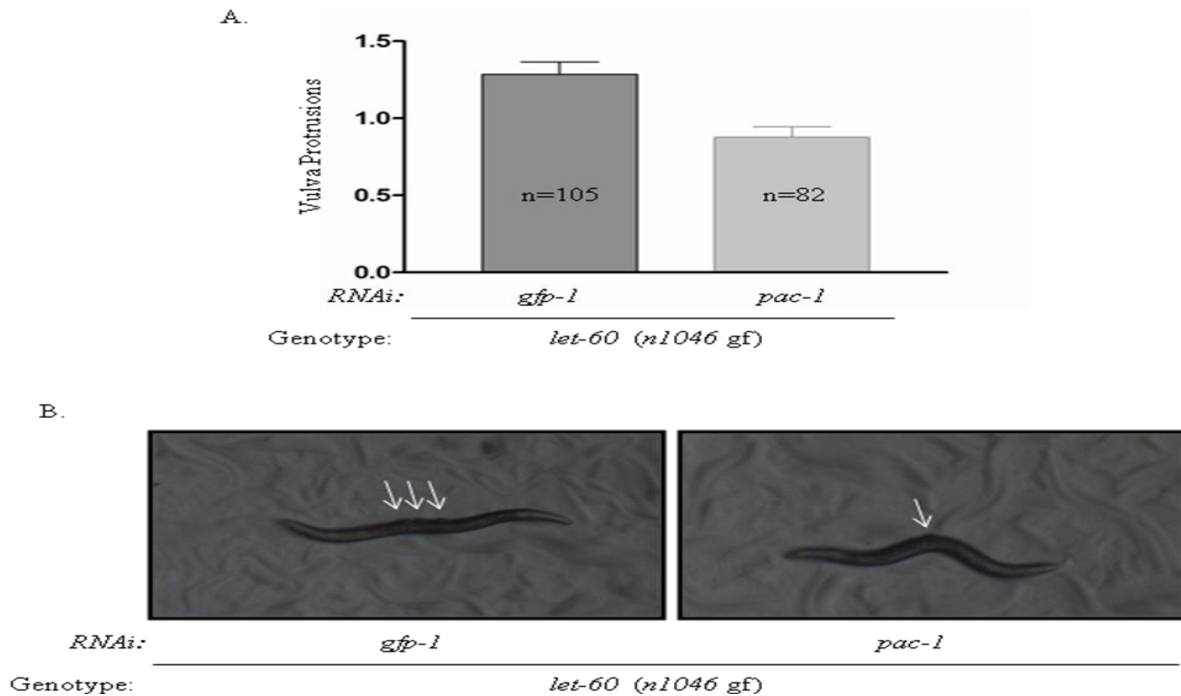 A.
Vulva Protrusions
1.5
1.0
0.5
0.0
n=105
n=82
RNAi: gfp-1 pac-1
Genotype: let-60 (n1046 gf)
B.
RNAi: gfp-1 pac-1
Genotype: let-60 (n1046 gf)